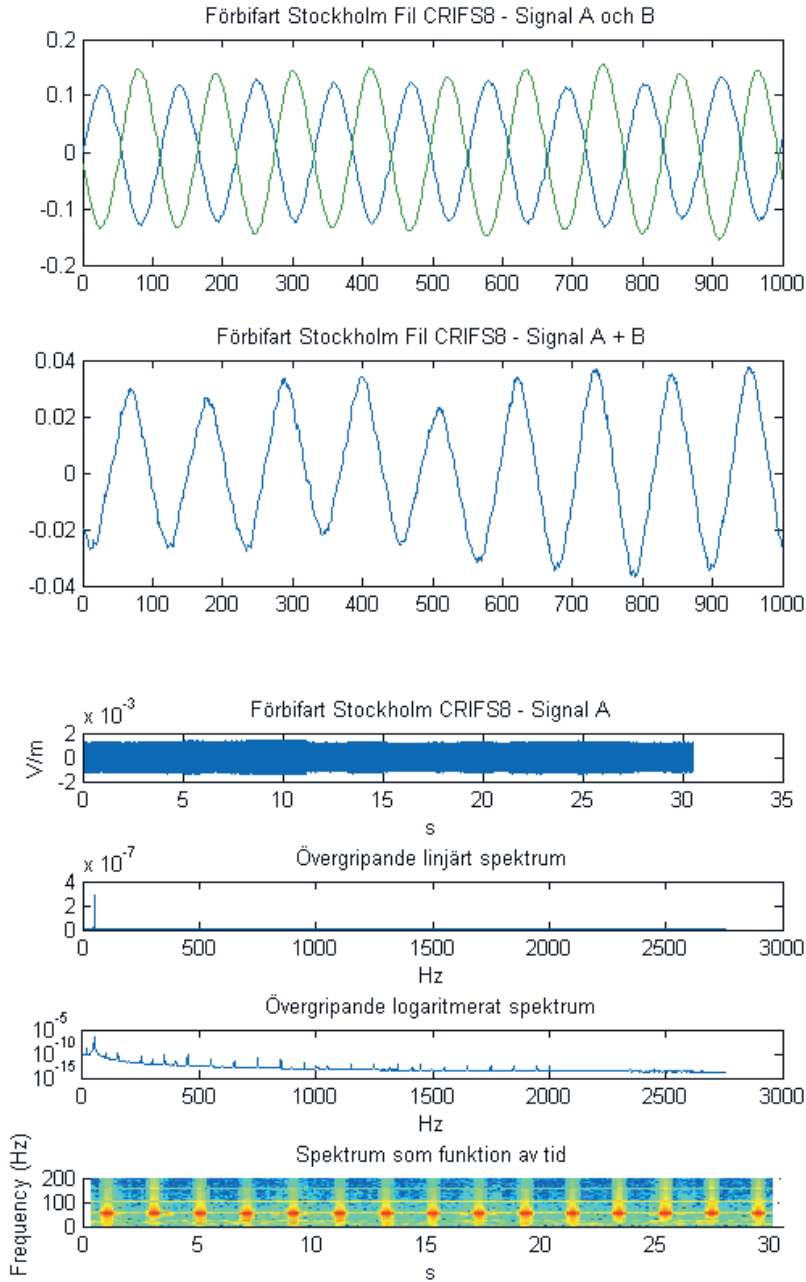 Förbifart Stockholm Fil CRIFS8 - Signal A och B
0.2
0.1
0
-0.1
-0.2
0 100 200 300 400 500 600 700 800 900 1000
Förbifart Stockholm Fil CRIFS8 - Signal A + B
0.04
0.02
0
-0.02
-0.04
0 100 200 300 400 500 600 700 800 900 1000
x 10^-3
Förbifart Stockholm CRIFS8 - Signal A
V/m
2
0
-2
0 5 10 15 20 25 30 35
s
x 10^-7
Övergripande linjärt spektrum
4
2
0
0 500 1000 1500 2000 2500 3000
Hz
Övergripande logaritmerat spektrum
10^-5
10^-10
10^-15
0 500 1000 1500 2000 2500 3000
Hz
Spektrum som funktion av tid
Frequency (Hz)
200
100
0
0 5 10 15 20 25 30
s